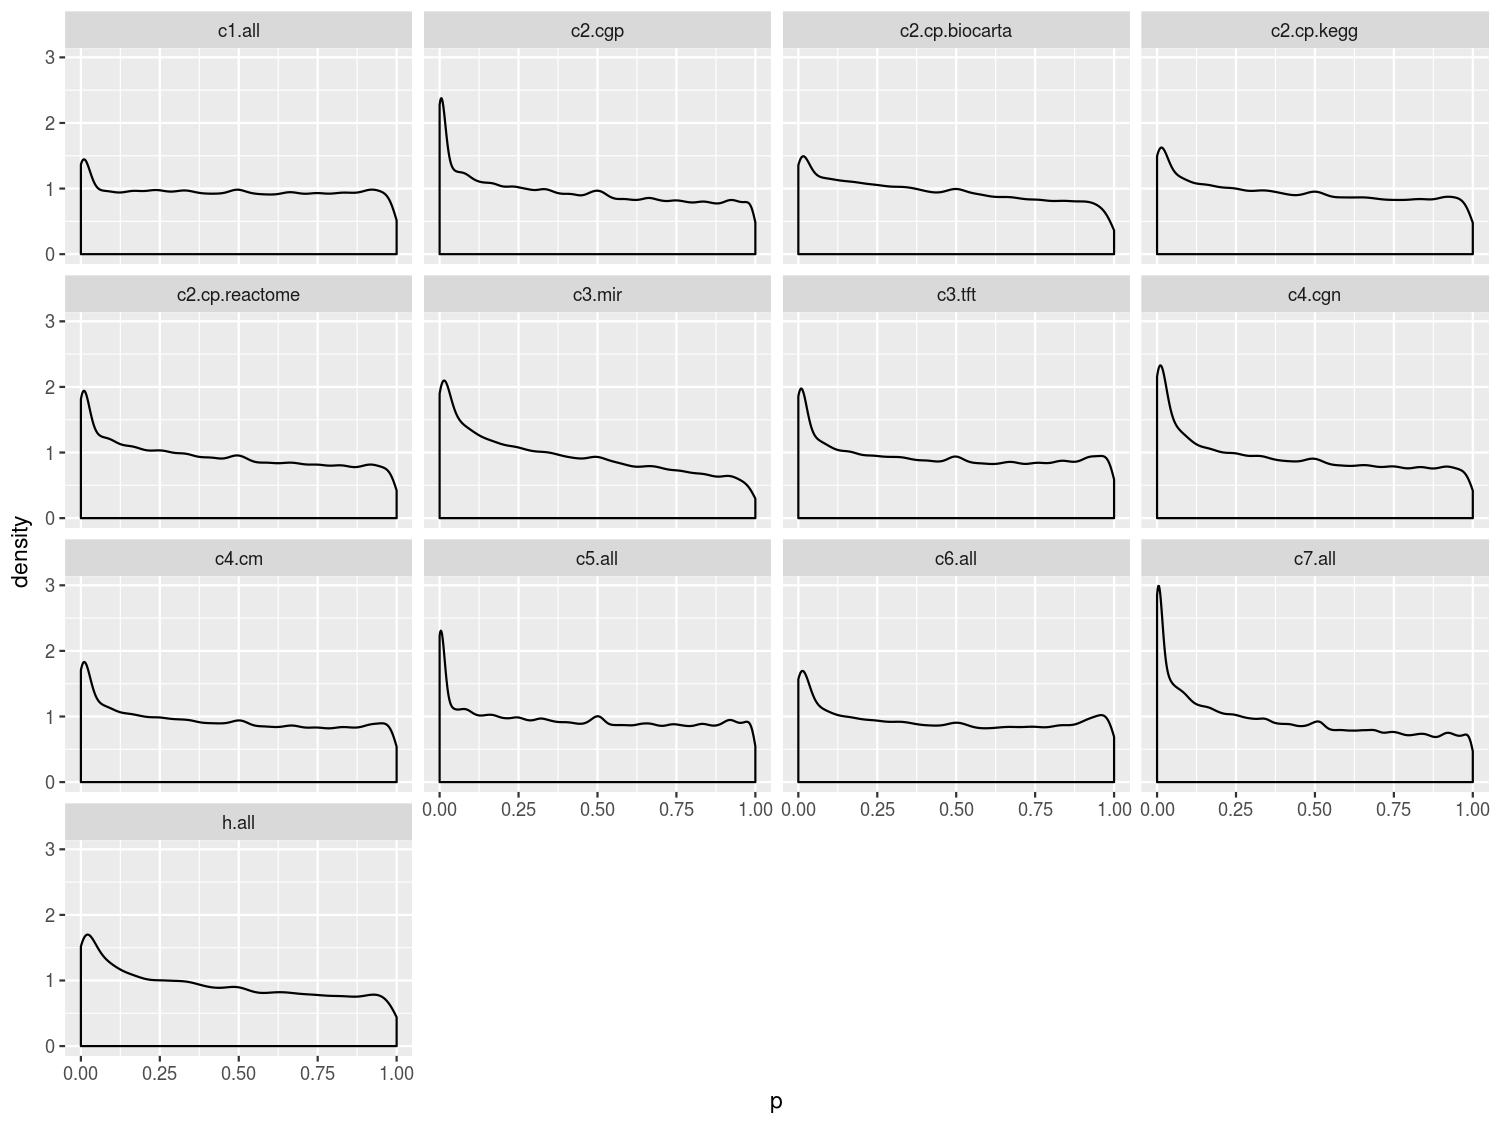 c1.all c2.cgp c2.cp.biocarta c2.cp.kegg
3
2
1
0
c2.cp.reactome c3.mir c3.tft c4.cgn
3
2
1
0
density
c4.cm c5.all c6.all c7.all
3
2
1
0
0.00 0.25 0.50 0.75 1.00 0.00 0.25 0.50 0.75 1.00 0.00 0.25 0.50 0.75 1.00
h.all
3
2
1
0
0.00 0.25 0.50 0.75 1.00
p